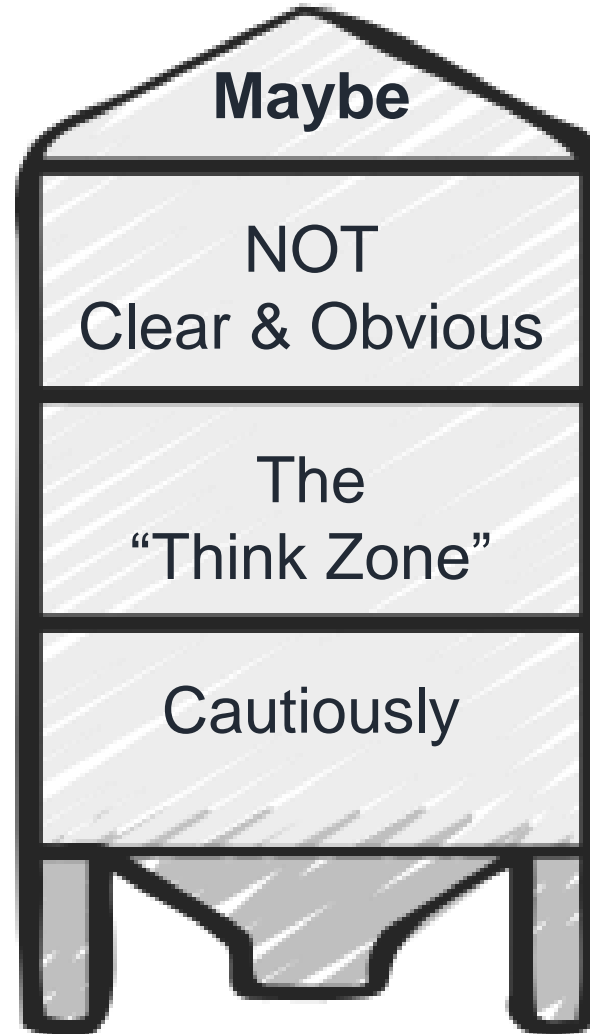 Maybe
NOT
Clear & Obvious
The
“Think Zone”
Cautiously